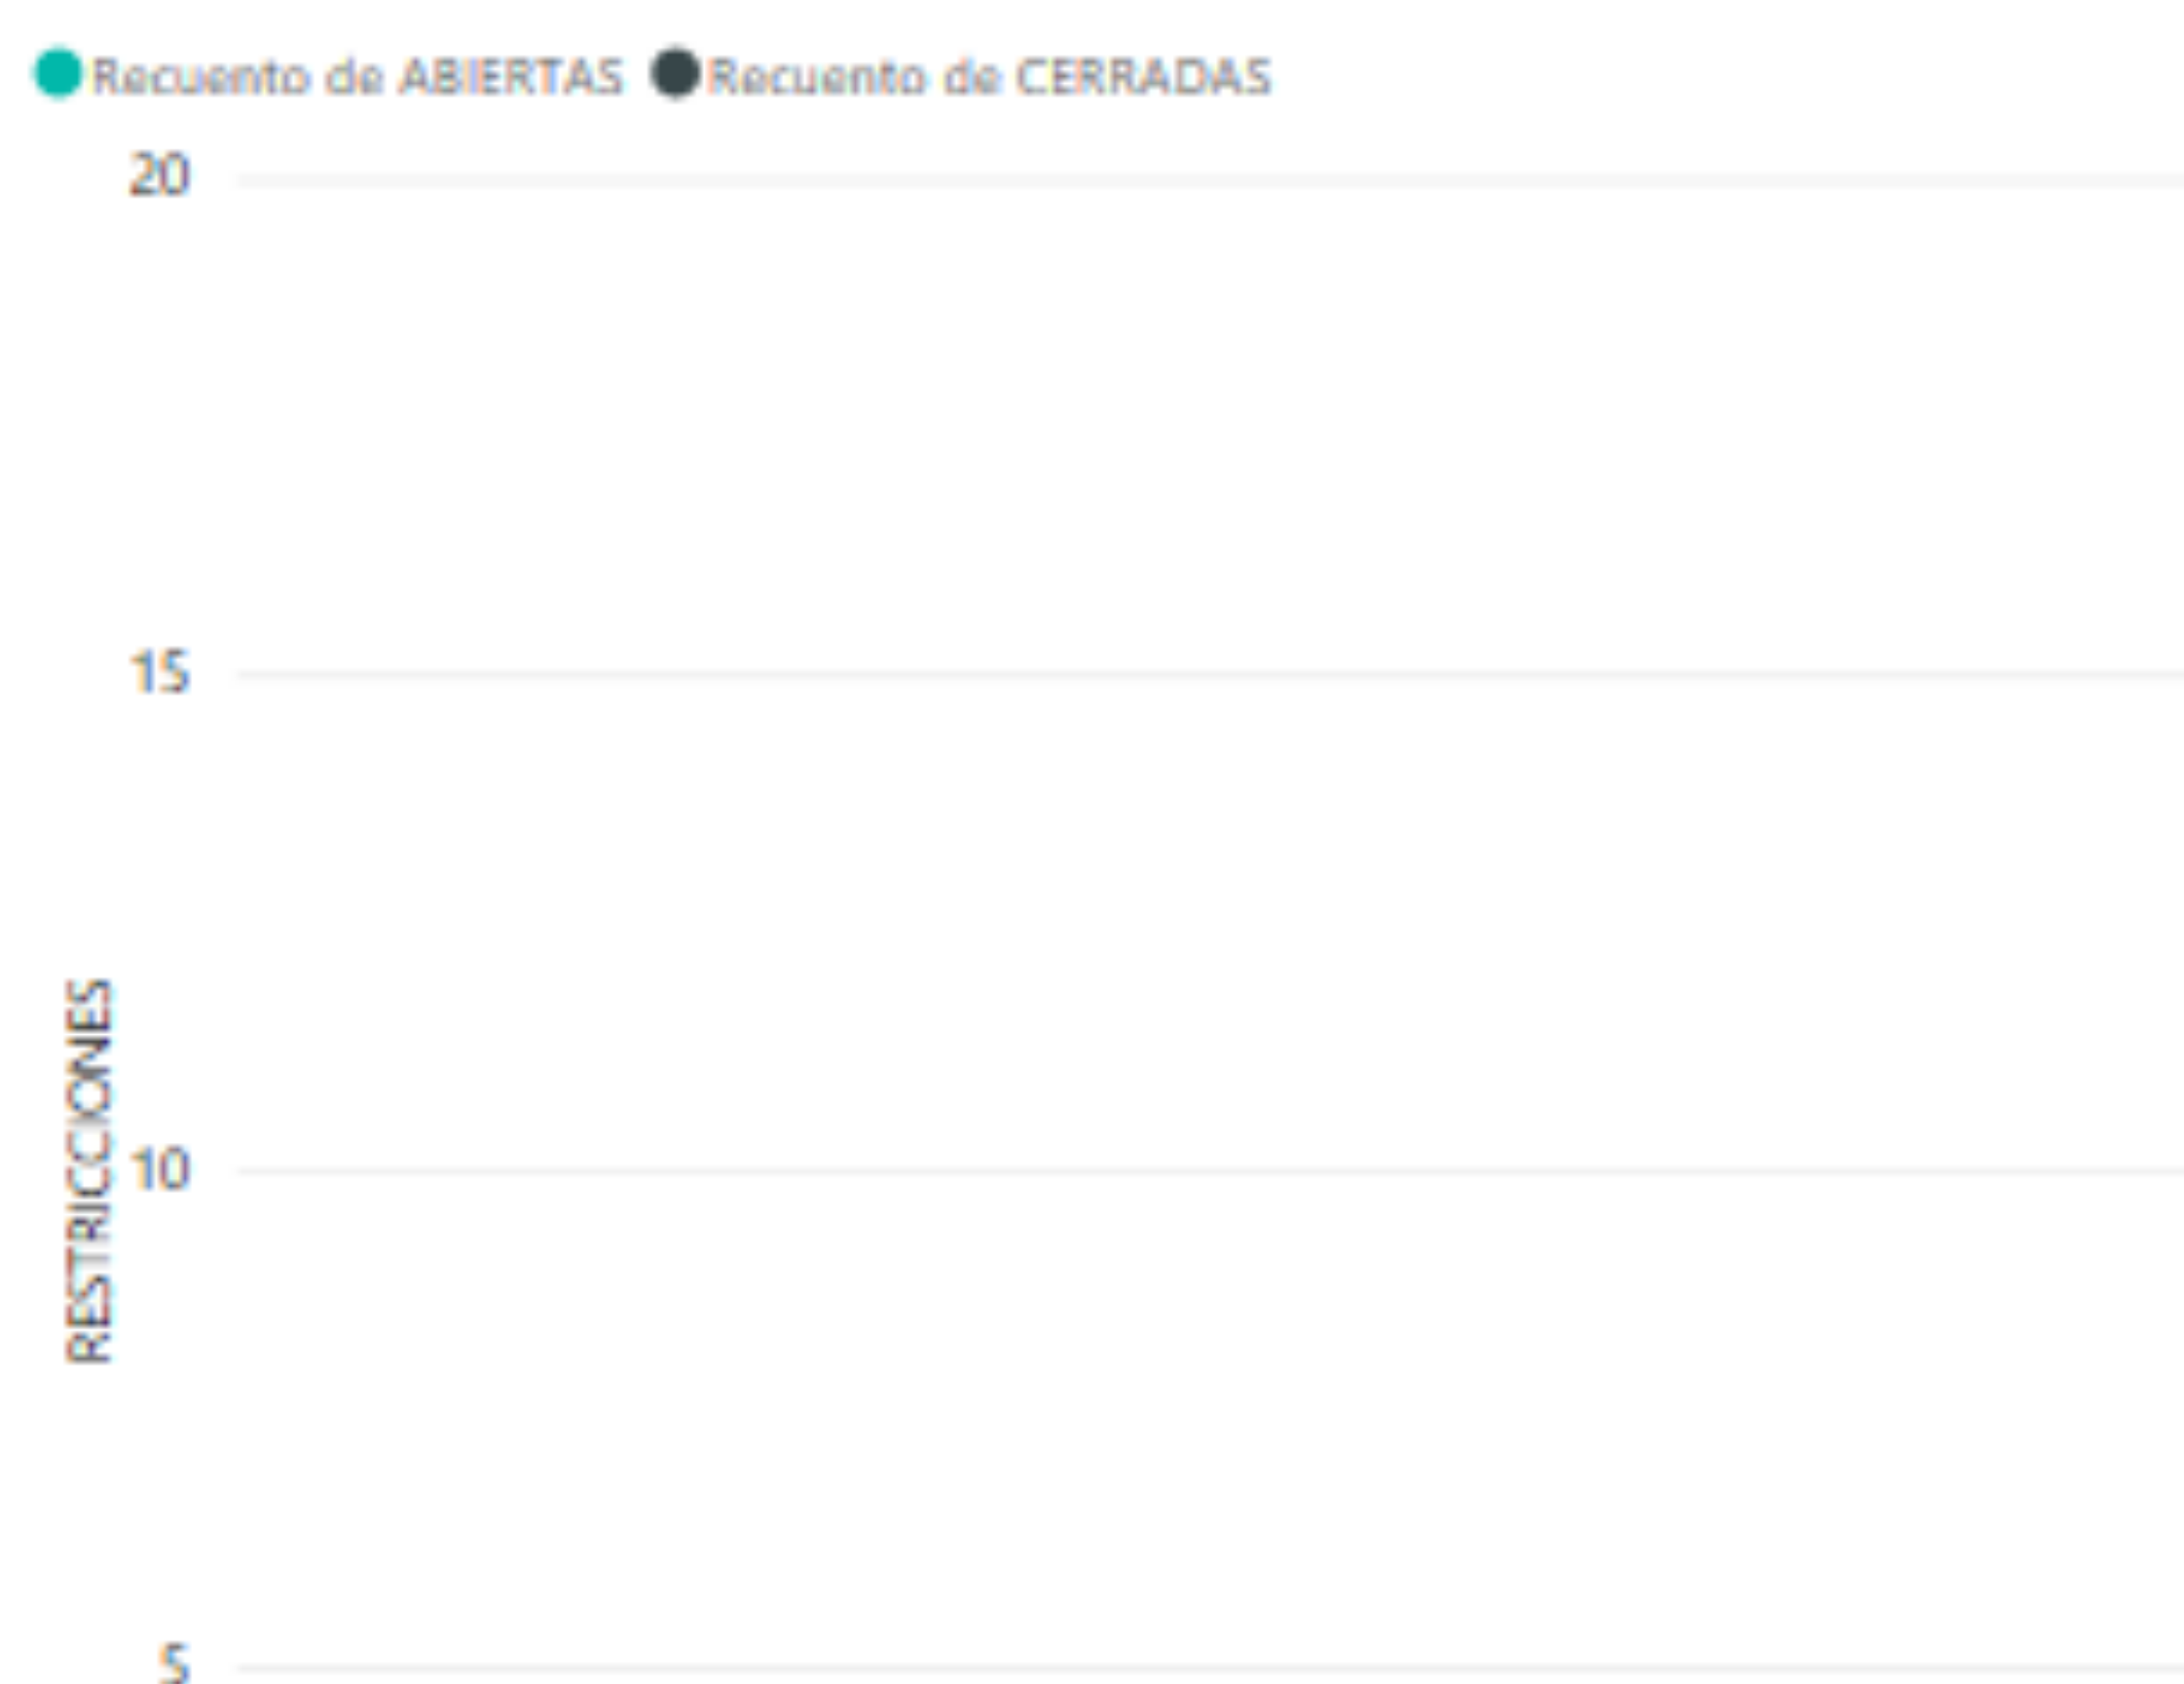 Recuento de ABIERTAS Recuento de CERRADAS
20
15
10
5
RESTRICCIONES